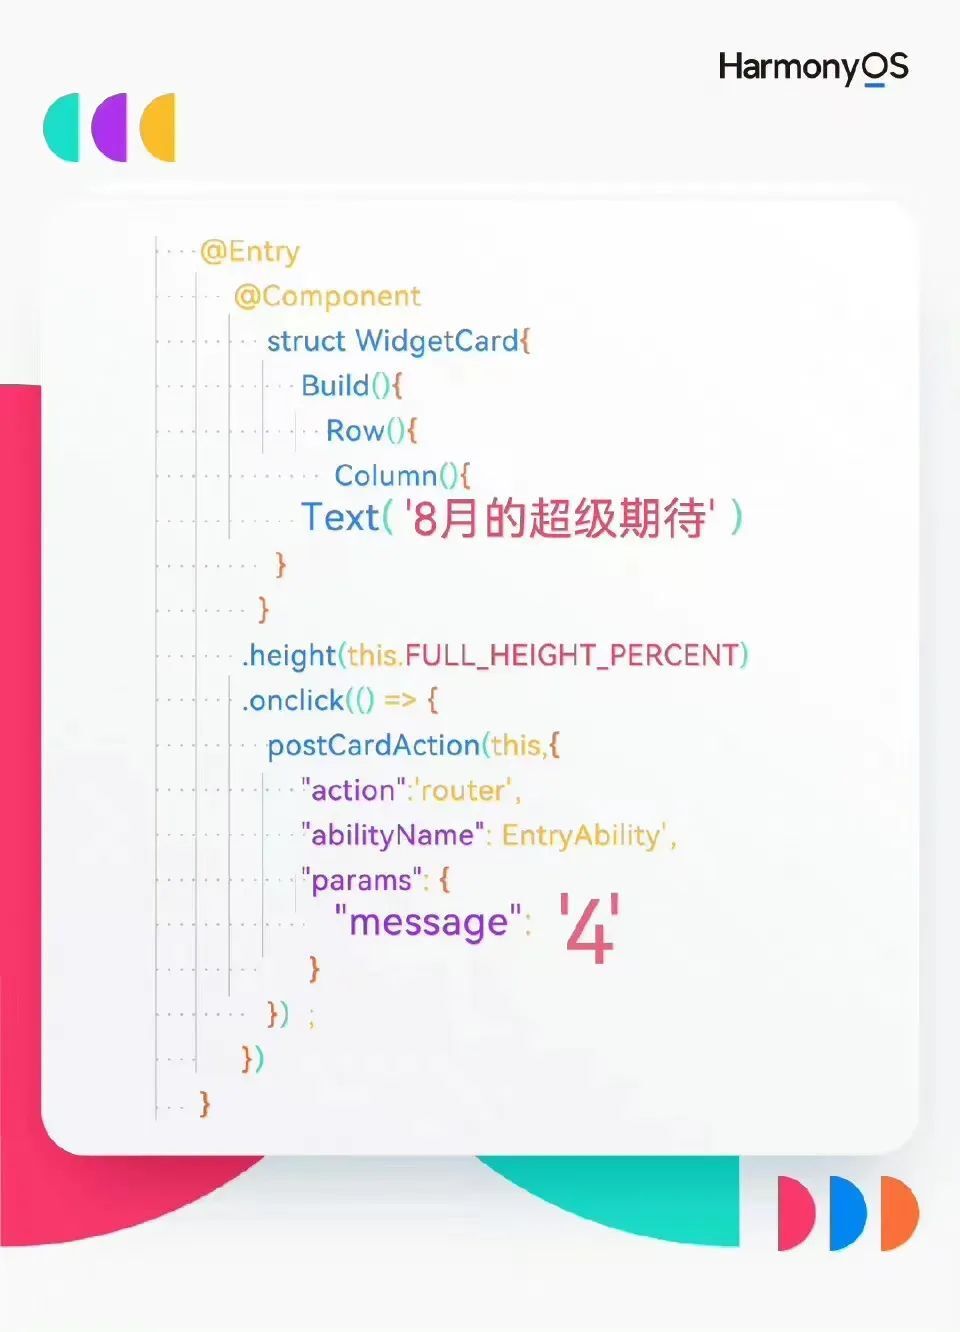 HarmonyOS
@Entry
@Component
struct WidgetCard{
Build(){
Row(){
Column(){
Text( '8月的超级期待' )
}
}
.height(this.FULL_HEIGHT_PERCENT)
.onclick(() => {
postCardAction(this,{
"action":'router',
"abilityName": EntryAbility',
"params": {
"message": '4'
}
}) ;
})
}